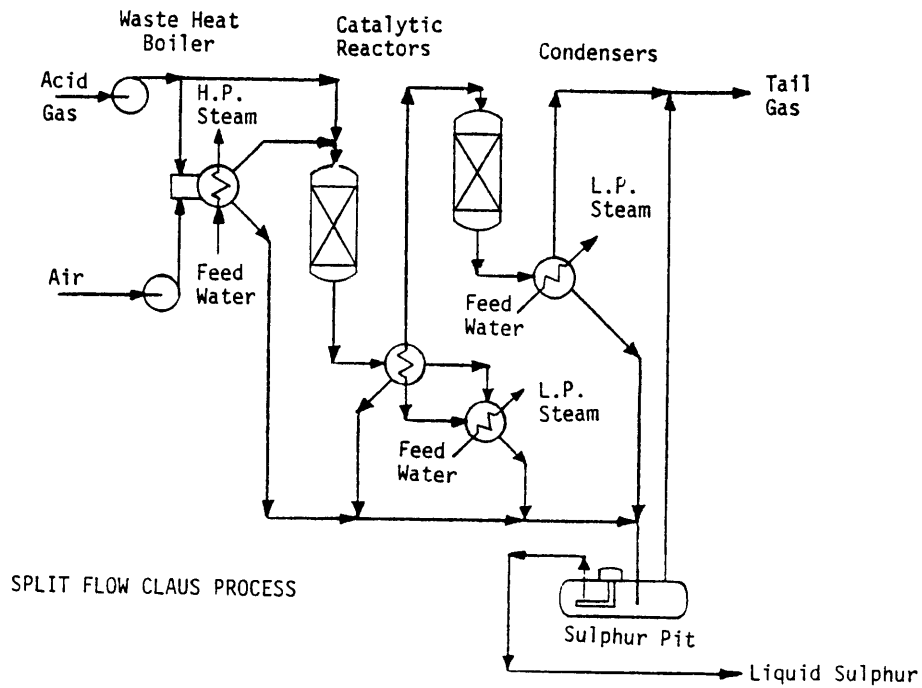 Waste Heat
Boiler
Catalytic
Reactors
Condensers
Acid
Gas
H.P.
Steam
Tail
Gas
L.P.
Steam
Air
Feed
Water
Feed
Water
L.P.
Steam
Feed
Water
SPLIT FLOW CLAUS PROCESS
Sulphur Pit
Liquid Sulphur